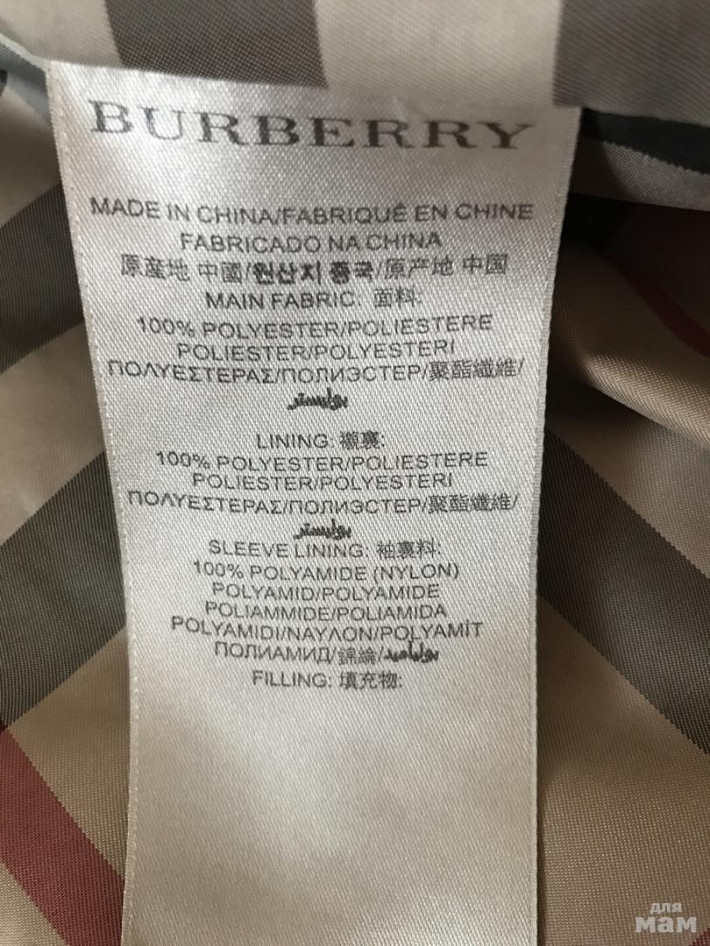 BURBERRY
MADE IN CHINA/FABRIQUÉ EN CHINE
FABRICADO NA CHINA
原產地 中國/원산지 중국/原产地 中国
MAIN FABRIC: 面料:
100% POLYESTER/POLIESTERE
POLIESTER/POLYESTERI
ΠΟΛΥΕΣΤΕΡΑΣ/ПОЛИЭСТЕР/聚酯纖維/
بوليستر
LINING: 襯裏:
100% POLYESTER/POLIESTERE
POLIESTER/POLYESTERI
ΠΟΛΥΕΣΤΕΡΑΣ/ПОЛИЭСТЕР/聚酯纖維/
بوليستر
SLEEVE LINING: 袖裏料:
100% POLYAMIDE (NYLON)
POLYAMID/POLYAMIDE
POLIAMMIDE/POLIAMIDA
POLYAMIDI/ΝΑΥΛΟΝ/POLYAMİT
ПОЛИАМИД/錦綸/بولياميد
FILLING: 填充物:
для
мам